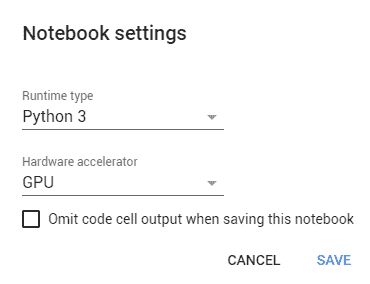 Notebook settings
Runtime type
Python 3
Hardware accelerator
GPU
Omit code cell output when saving this notebook
CANCEL SAVE